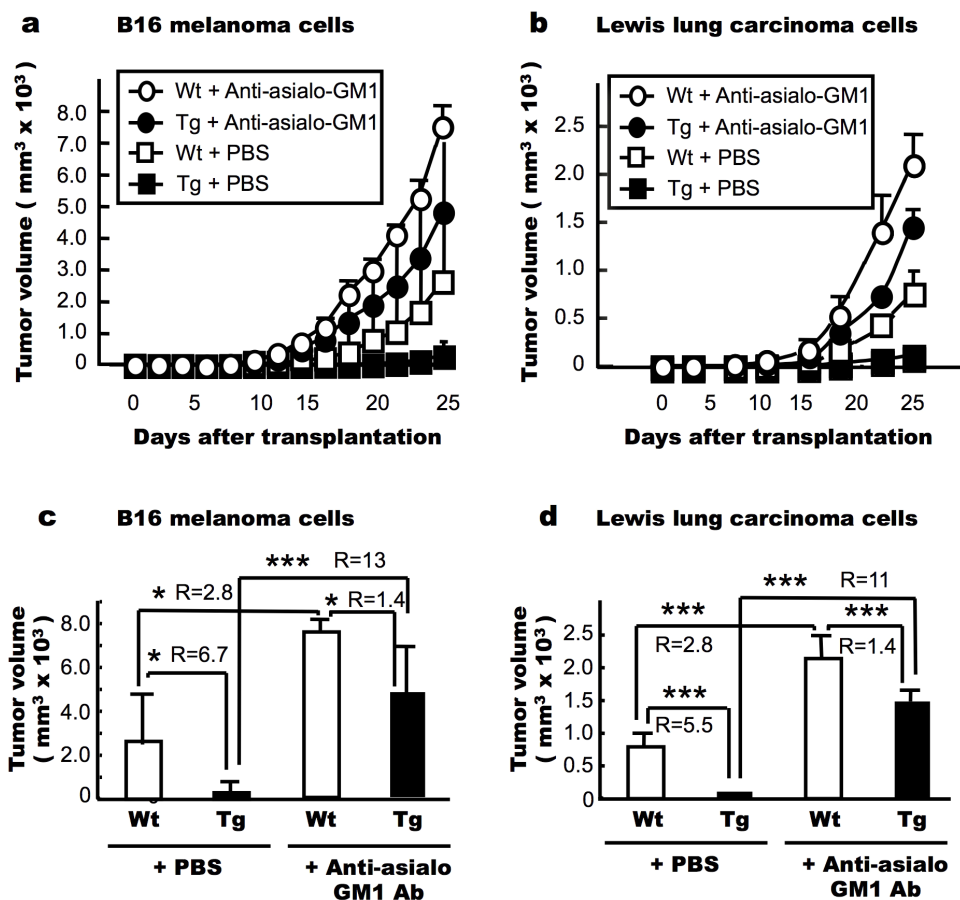 a B16 melanoma cells
Tumor volume ( mm³ x 10³ )
8.0
7.0
6.0
5.0
4.0
3.0
2.0
1.0
0
Wt + Anti-asialo-GM1
Tg + Anti-asialo-GM1
Wt + PBS
Tg + PBS
0 5 10 15 20 25
Days after transplantation
b Lewis lung carcinoma cells
Tumor volume ( mm³ x 10³ )
2.5
2.0
1.5
1.0
0.5
0
Wt + Anti-asialo-GM1
Tg + Anti-asialo-GM1
Wt + PBS
Tg + PBS
0 5 10 15 20 25
Days after transplantation
c B16 melanoma cells
Tumor volume
( mm³ x 10³ )
8.0
6.0
4.0
2.0
0
*** R=13
* R=2.8
* R=1.4
* R=6.7
Wt Tg Wt Tg
+ PBS + Anti-asialo
GM1 Ab
d Lewis lung carcinoma cells
Tumor volume
( mm³ x 10³ )
2.5
2.0
1.5
1.0
0.5
0
*** R=11
*** ***
R=2.8 R=1.4
***
R=5.5
Wt Tg Wt Tg
+ PBS + Anti-asialo
GM1 Ab